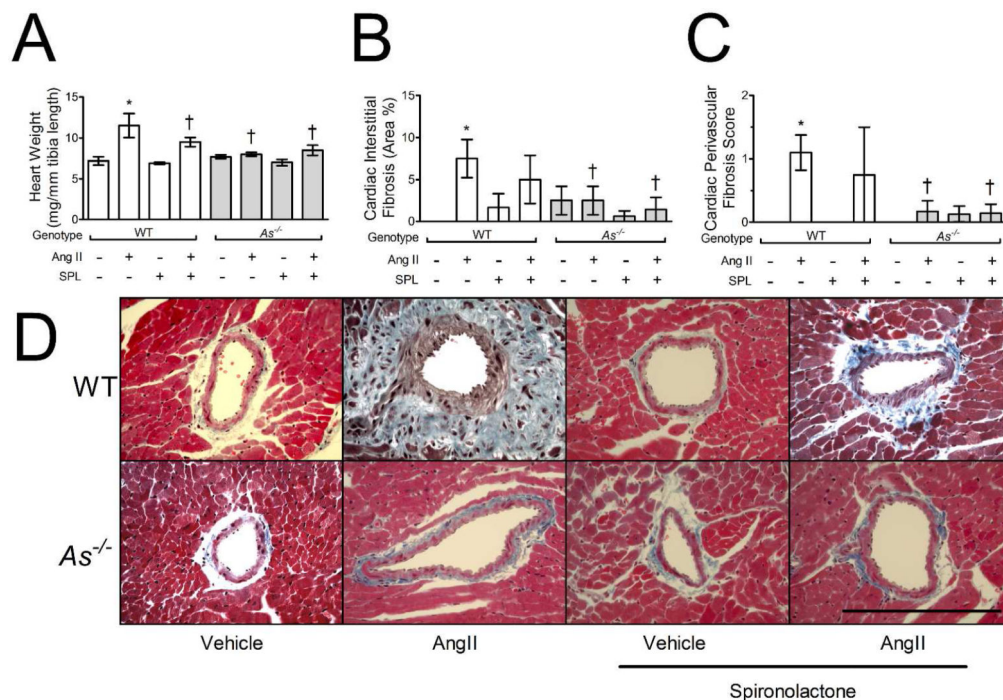 A
Heart Weight
(mg/mm tibia length)
15
10
5
0
*
†
†
†
Genotype
WT
As-/-
Ang II - + - + - + - +
SPL - - + + - - + +
B
Cardiac Interstitial
Fibrosis (Area %)
15
10
5
0
*
†
†
Genotype
WT
As-/-
Ang II - + - + - + - +
SPL - - + + - - + +
C
Cardiac Perivascular
Fibrosis Score
2
1
0
*
†
†
Genotype
WT
As-/-
Ang II - + - + - + - +
SPL - - + + - - + +
D
WT
As-/-
Vehicle
AngII
Vehicle
AngII
Spironolactone